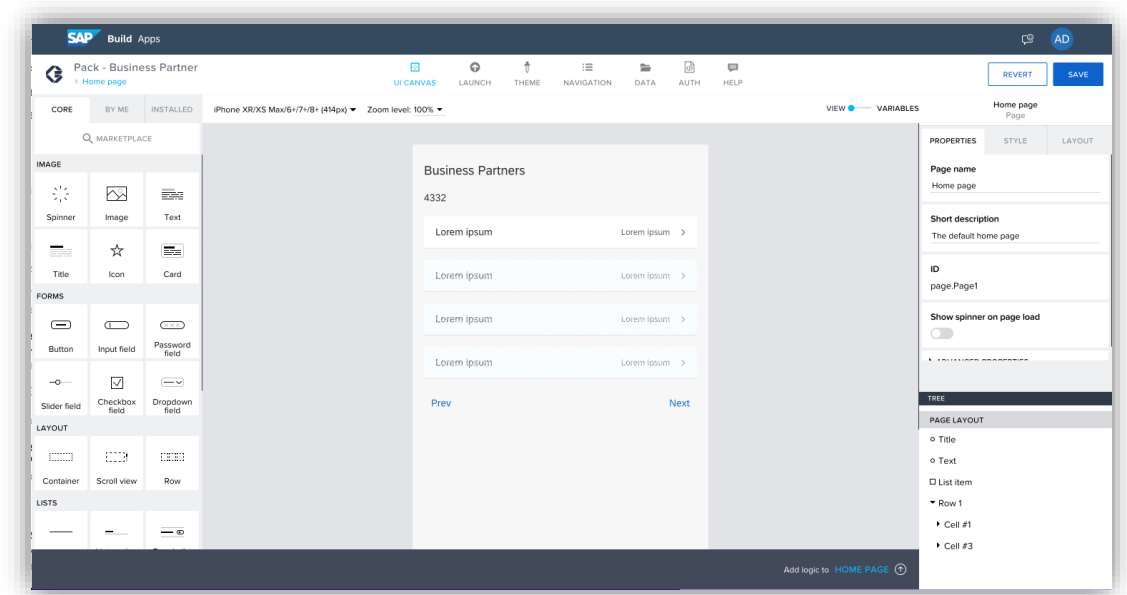 SAP Build Apps
AD
Pack - Business Partner
Home page
UI CANVAS
LAUNCH
THEME
NAVIGATION
DATA
AUTH
HELP
REVERT
SAVE
CORE
BY ME
INSTALLED
iPhone XR/XS Max/6+/7+/8+ (414px)
Zoom level: 100%
VIEW
VARIABLES
Home page
Page
MARKETPLACE
IMAGE
Spinner
Image
Text
Title
Icon
Card
FORMS
Button
Input field
Password
field
Slider field
Checkbox
field
Dropdown
field
LAYOUT
Container
Scroll view
Row
LISTS
Business Partners
4332
Lorem ipsum Lorem ipsum
Lorem ipsum Lorem ipsum
Lorem ipsum Lorem ipsum
Lorem ipsum Lorem ipsum
Prev Next
PROPERTIES
STYLE
LAYOUT
Page name
Home page
Short description
The default home page
ID
page.Page1
Show spinner on page load
ADVANCED PROPERTIES
TREE
PAGE LAYOUT
Title
Text
List item
Row 1
Cell #1
Cell #3
Add logic to HOME PAGE